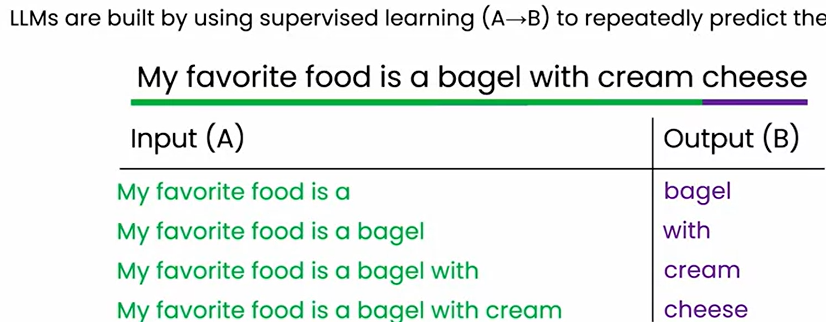 LLMs are built by using supervised learning (A→B) to repeatedly predict the
My favorite food is a bagel with cream cheese
Input (A) Output (B)
My favorite food is a bagel
My favorite food is a bagel with
My favorite food is a bagel with cream
My favorite food is a bagel with cream cheese